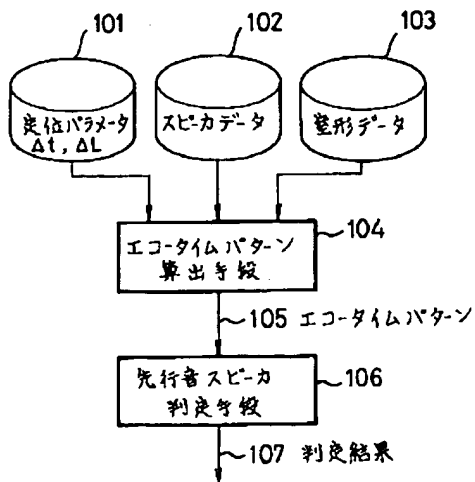 101
102
103
定位パラメータ
Δt, ΔL
スピーカデータ
室形データ
エコータイムパターン
算出手段
104
105 エコータイムパターン
先行音スピーカ
判定手段
106
107 判定結果